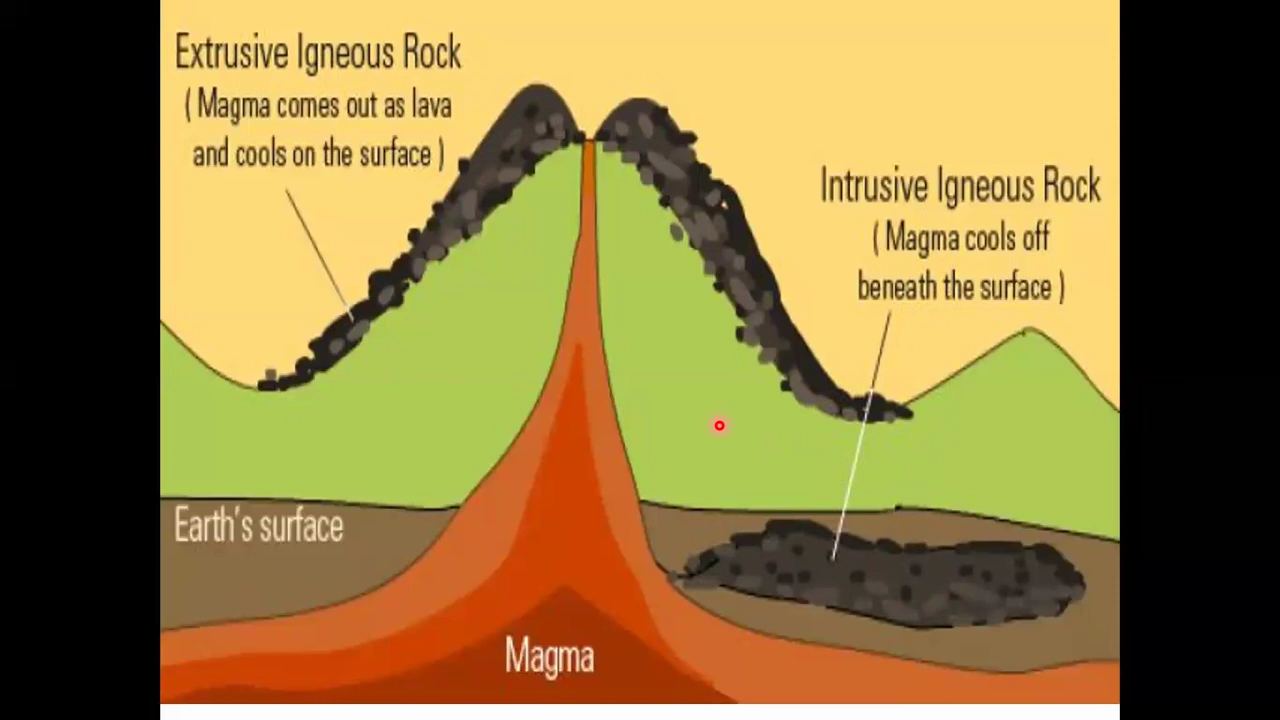 Extrusive Igneous Rock
( Magma comes out as lava
and cools on the surface )
Intrusive Igneous Rock
( Magma cools off
beneath the surface )
Earth's surface
Magma